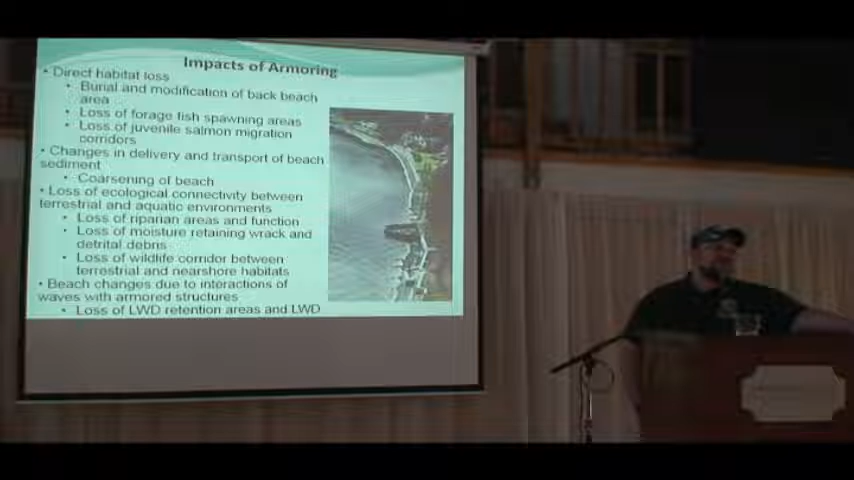 Impacts of Armoring
• Direct habitat loss
• Burial and modification of back beach
area
• Loss of forage fish spawning areas
• Loss of juvenile salmon migration
corridors
• Changes in delivery and transport of beach
sediment
• Coarsening of beach
• Loss of ecological connectivity between
terrestrial and aquatic environments
• Loss of riparian areas and function
• Loss of moisture retaining wrack and
detrital debris
• Loss of wildlife corridor between
terrestrial and nearshore habitats
• Beach changes due to interactions of
waves with armored structures
• Loss of LWD retention areas and LWD